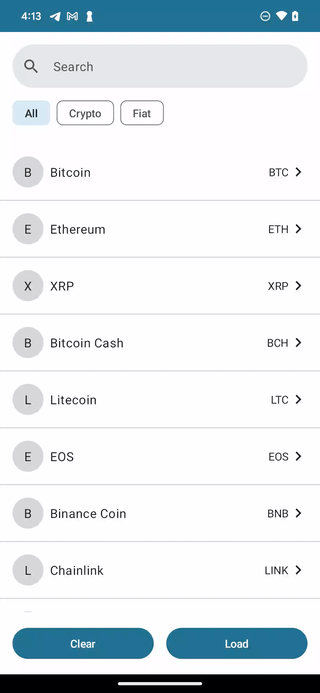 4:13
Search
All Crypto Fiat
B Bitcoin BTC
E Ethereum ETH
X XRP XRP
B Bitcoin Cash BCH
L Litecoin LTC
E EOS EOS
B Binance Coin BNB
L Chainlink LINK
Clear Load